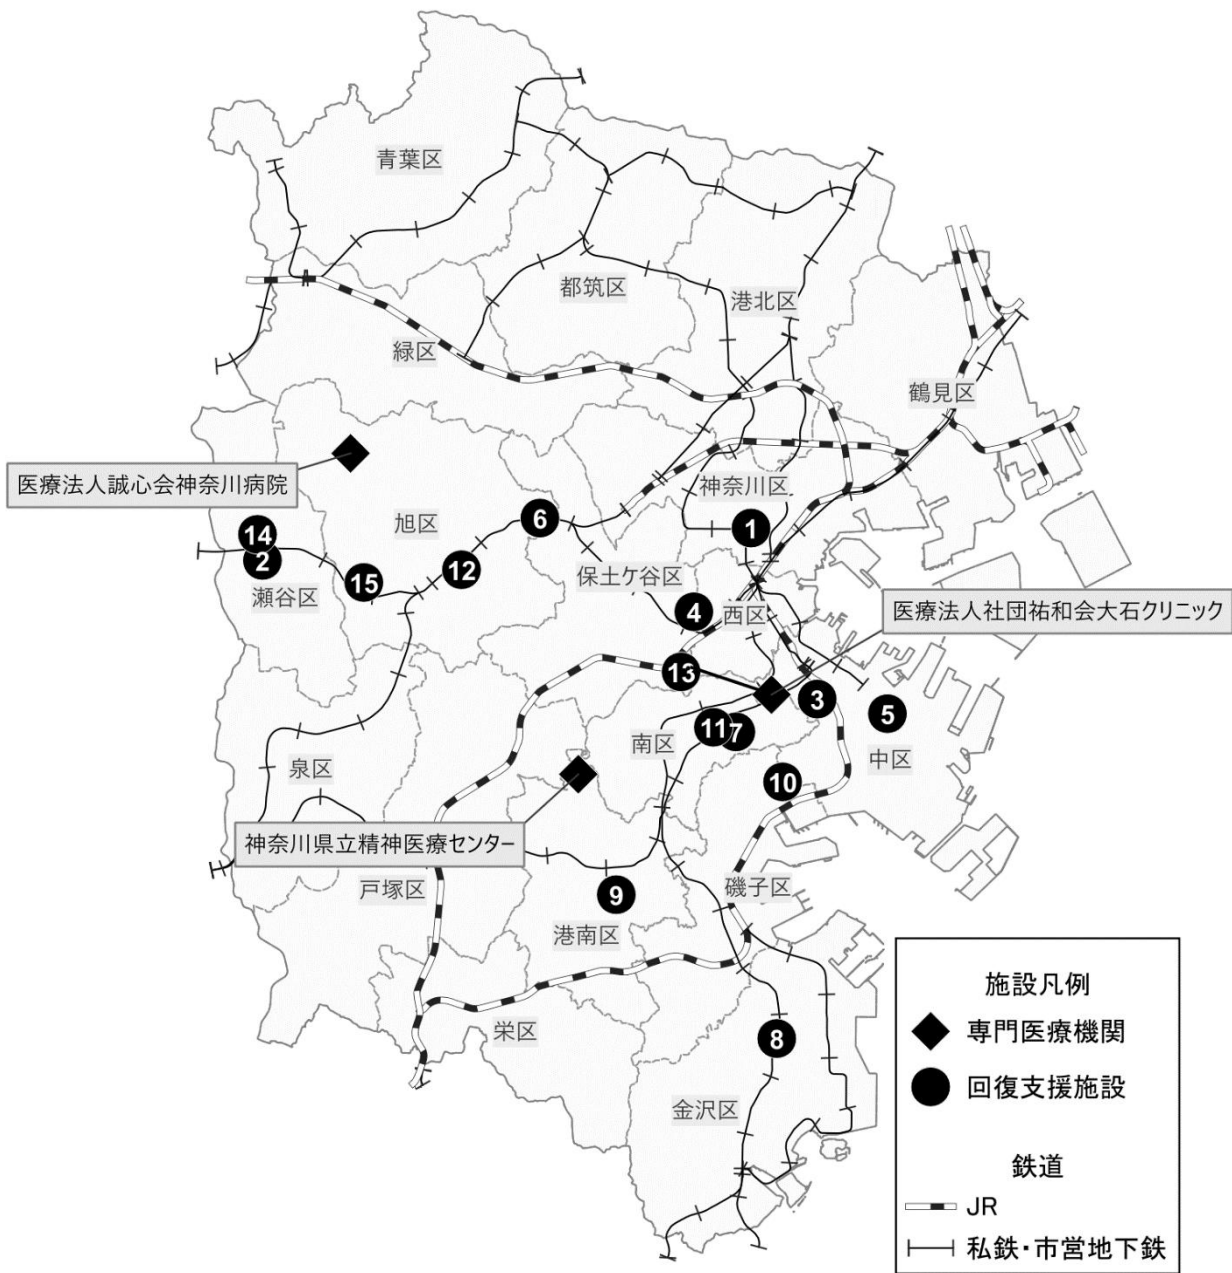 青葉区
都筑区
港北区
緑区
鶴見区
医療法人誠心会神奈川病院
神奈川区
旭区
6
1
14
2
12
15
保土ケ谷区
瀬谷区
4
西区
医療法人社団祐和会大石クリニック
13
3
5
11
7
南区
中区
泉区
10
神奈川県立精神医療センター
戸塚区
9
磯子区
港南区
栄区
8
金沢区
施設凡例
専門医療機関
回復支援施設
鉄道
JR
私鉄・市営地下鉄